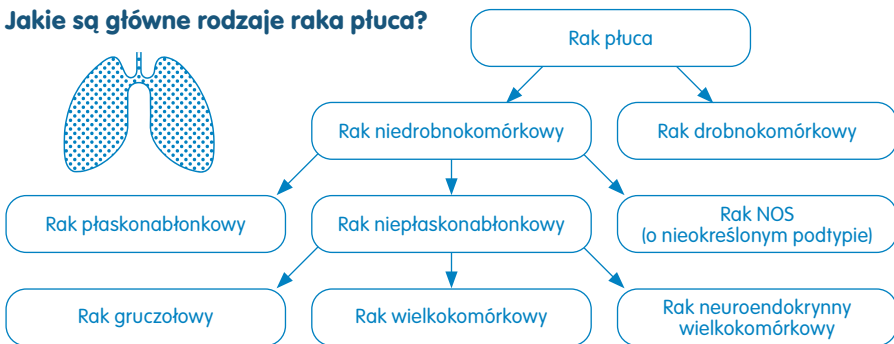 Jakie są główne rodzaje raka płuca?
Rak płuca
Rak niedrobnokomórkowy
Rak drobnokomórkowy
Rak płaskonabłonkowy
Rak niepłaskonabłonkowy
Rak NOS
(o nieokreślonym podtypie)
Rak gruczołowy
Rak wielkokomórkowy
Rak neuroendokrynny
wielkokomórkowy